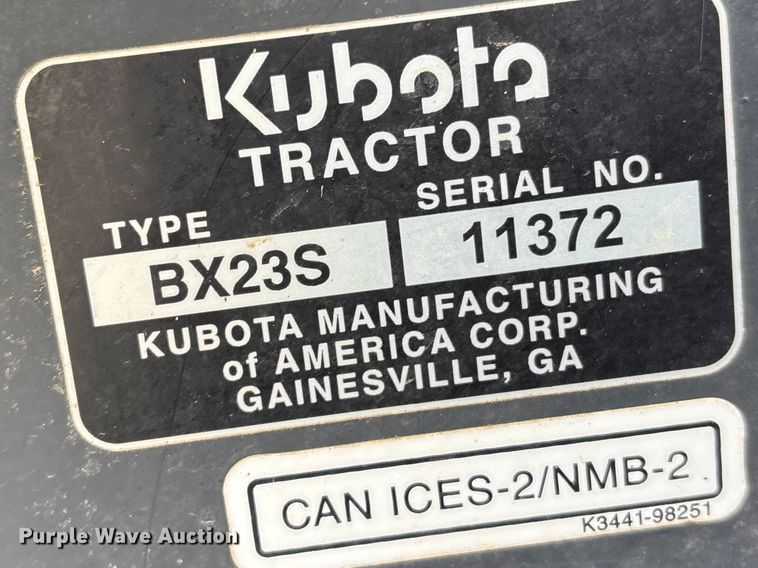 Kubota
TRACTOR
TYPE SERIAL NO.
BX23S 11372
KUBOTA MANUFACTURING
of AMERICA CORP.
GAINESVILLE, GA
CAN ICES-2/NMB-2
K3441-98251
Purple Wave Auction